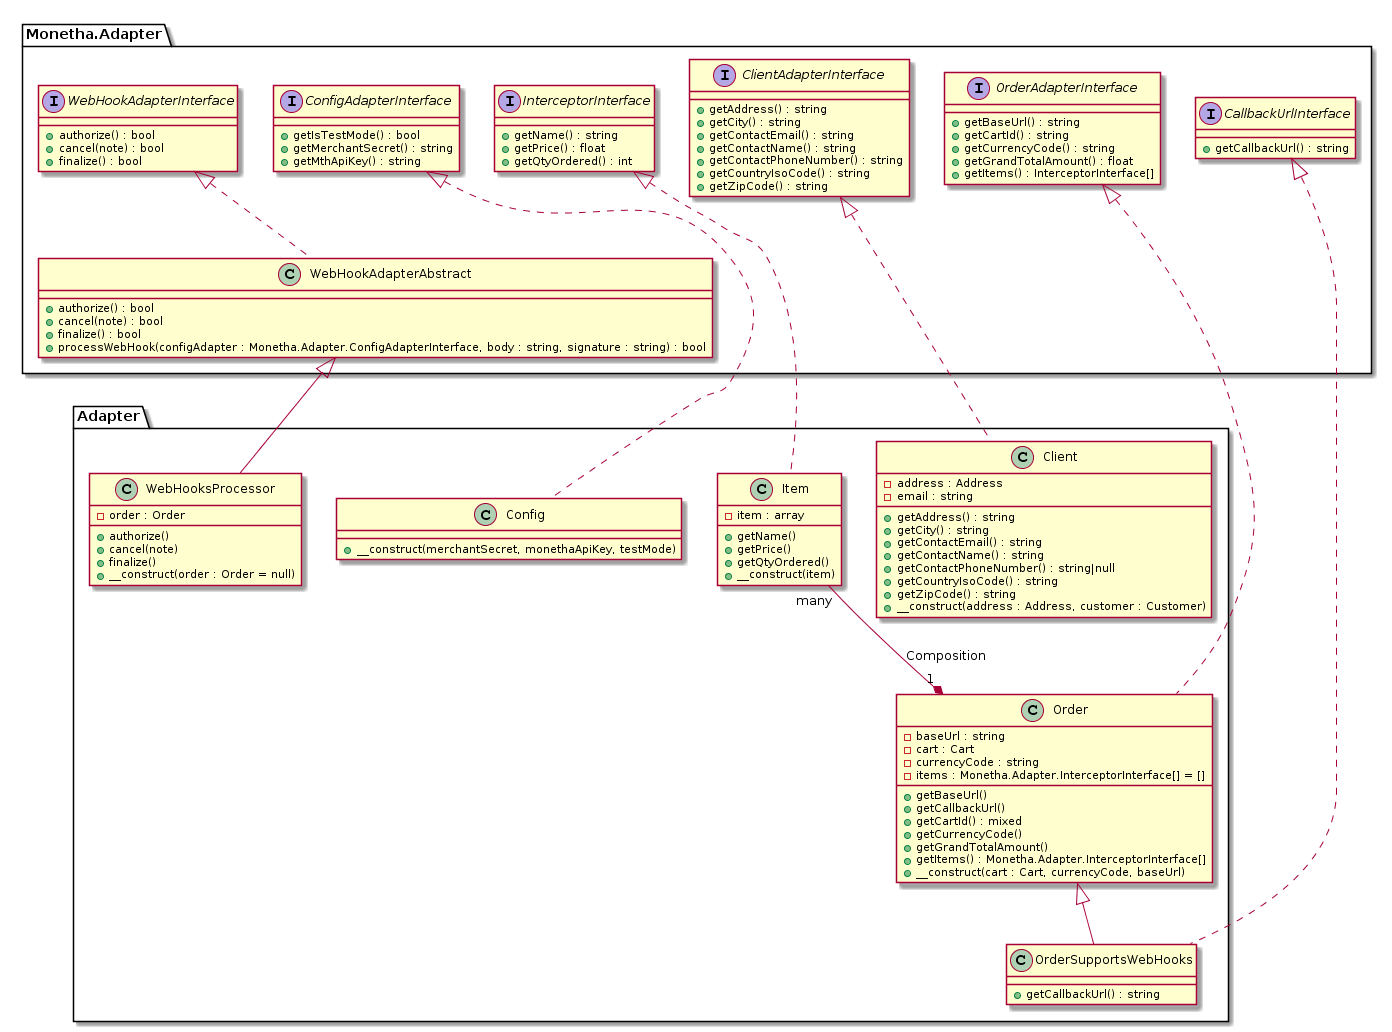 Monetha.Adapter
I WebHookAdapterInterface
authorize() : bool
cancel(note) : bool
finalize() : bool
I ConfigAdapterInterface
getIsTestMode() : bool
getMerchantSecret() : string
getMthApiKey() : string
I InterceptorInterface
getName() : string
getPrice() : float
getQtyOrdered() : int
I ClientAdapterInterface
getAddress() : string
getCity() : string
getContactEmail() : string
getContactName() : string
getContactPhoneNumber() : string
getCountryIsoCode() : string
getZipCode() : string
I OrderAdapterInterface
getBaseUrl() : string
getCartId() : string
getCurrencyCode() : string
getGrandTotalAmount() : float
getItems() : InterceptorInterface[]
I CallbackUrlInterface
getCallbackUrl() : string
C WebHookAdapterAbstract
authorize() : bool
cancel(note) : bool
finalize() : bool
processWebHook(configAdapter : Monetha.Adapter.ConfigAdapterInterface, body : string, signature : string) : bool
Adapter
C WebHooksProcessor
order : Order
authorize()
cancel(note)
finalize()
__construct(order : Order = null)
C Config
__construct(merchantSecret, monethaApiKey, testMode)
C Item
item : array
getName()
getPrice()
getQtyOrdered()
__construct(item)
C Client
address : Address
email : string
getAddress() : string
getCity() : string
getContactEmail() : string
getContactName() : string
getContactPhoneNumber() : string|null
getCountryIsoCode() : string
getZipCode() : string
__construct(address : Address, customer : Customer)
many
Composition
1
C Order
baseUrl : string
cart : Cart
currencyCode : string
items : Monetha.Adapter.InterceptorInterface[] = []
getBaseUrl()
getCallbackUrl()
getCartId() : mixed
getCurrencyCode()
getGrandTotalAmount()
getItems() : Monetha.Adapter.InterceptorInterface[]
__construct(cart : Cart, currencyCode, baseUrl)
C OrderSupportsWebHooks
getCallbackUrl() : string